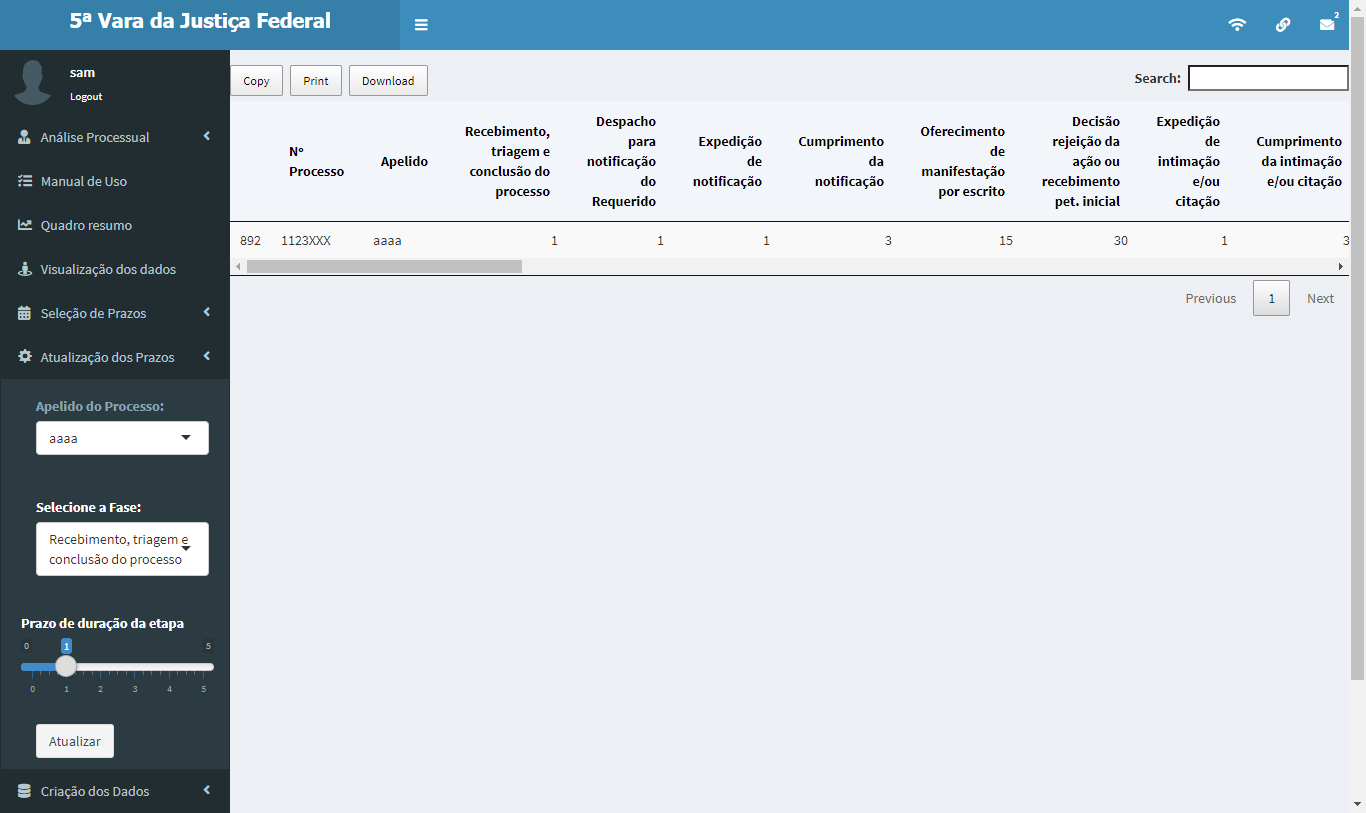 5ª Vara da Justiça Federal
2
sam
Logout
Análise Processual
Manual de Uso
Quadro resumo
Visualização dos dados
Seleção de Prazos
Atualização dos Prazos
Apelido do Processo:
aaaa
Selecione a Fase:
Recebimento, triagem e
conclusão do processo
Prazo de duração da etapa
0 1 5
0 1 2 3 4 5
Atualizar
Criação dos Dados
Copy Print Download
Search:
Nº
Processo
Apelido
Recebimento,
triagem e
conclusão do
processo
Despacho
para
notificação
do
Requerido
Expedição
de
notificação
Cumprimento
da
notificação
Oferecimento
de
manifestação
por escrito
Decisão
rejeição da
ação ou
recebimento
pet. inicial
Expedição
de
intimação
e/ou
citação
Cumprimento
da intimação
e/ou citação
892 1123XXX aaaa 1 1 1 3 15 30 1 3
Previous 1 Next